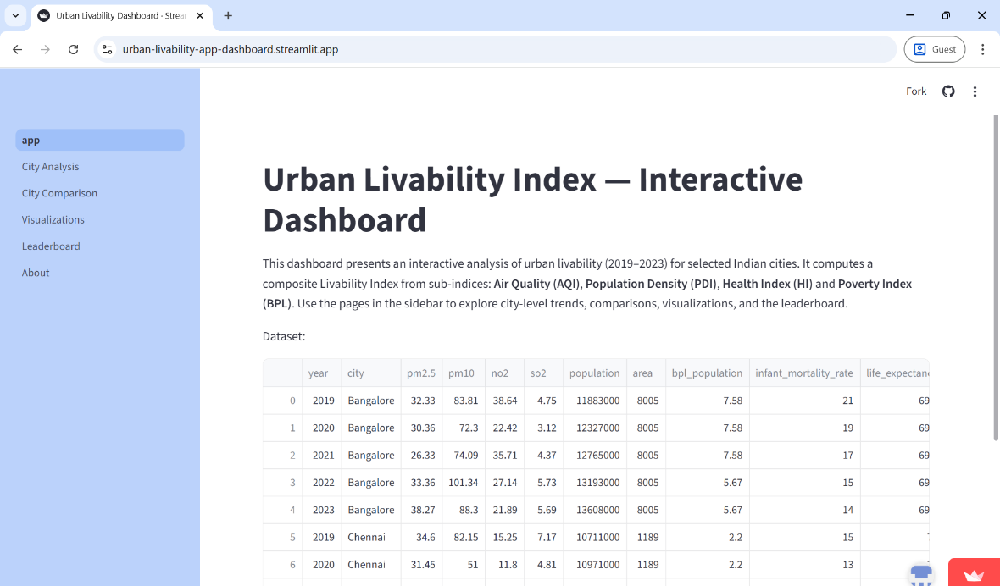 Urban Livability Dashboard · Strea
urban-livability-app-dashboard.streamlit.app
Guest
Fork
app
City Analysis
City Comparison
Visualizations
Leaderboard
About
Urban Livability Index — Interactive
Dashboard
This dashboard presents an interactive analysis of urban livability (2019–2023) for selected Indian cities. It computes a
composite Livability Index from sub-indices: Air Quality (AQI), Population Density (PDI), Health Index (HI) and Poverty Index
(BPL). Use the pages in the sidebar to explore city-level trends, comparisons, visualizations, and the leaderboard.
Dataset:
year city pm2.5 pm10 no2 so2 population area bpl_population infant_mortality_rate life_expectanc
0 2019 Bangalore 32.33 83.81 38.64 4.75 11883000 8005 7.58 21 69
1 2020 Bangalore 30.36 72.3 22.42 3.12 12327000 8005 7.58 19 69
2 2021 Bangalore 26.33 74.09 35.71 4.37 12765000 8005 7.58 17 69
3 2022 Bangalore 33.36 101.34 27.14 5.73 13193000 8005 5.67 15 69
4 2023 Bangalore 38.27 88.3 21.89 5.69 13608000 8005 5.67 14 69
5 2019 Chennai 34.6 82.15 15.25 7.17 10711000 1189 2.2 15
6 2020 Chennai 31.45 51 11.8 4.81 10971000 1189 2.2 13